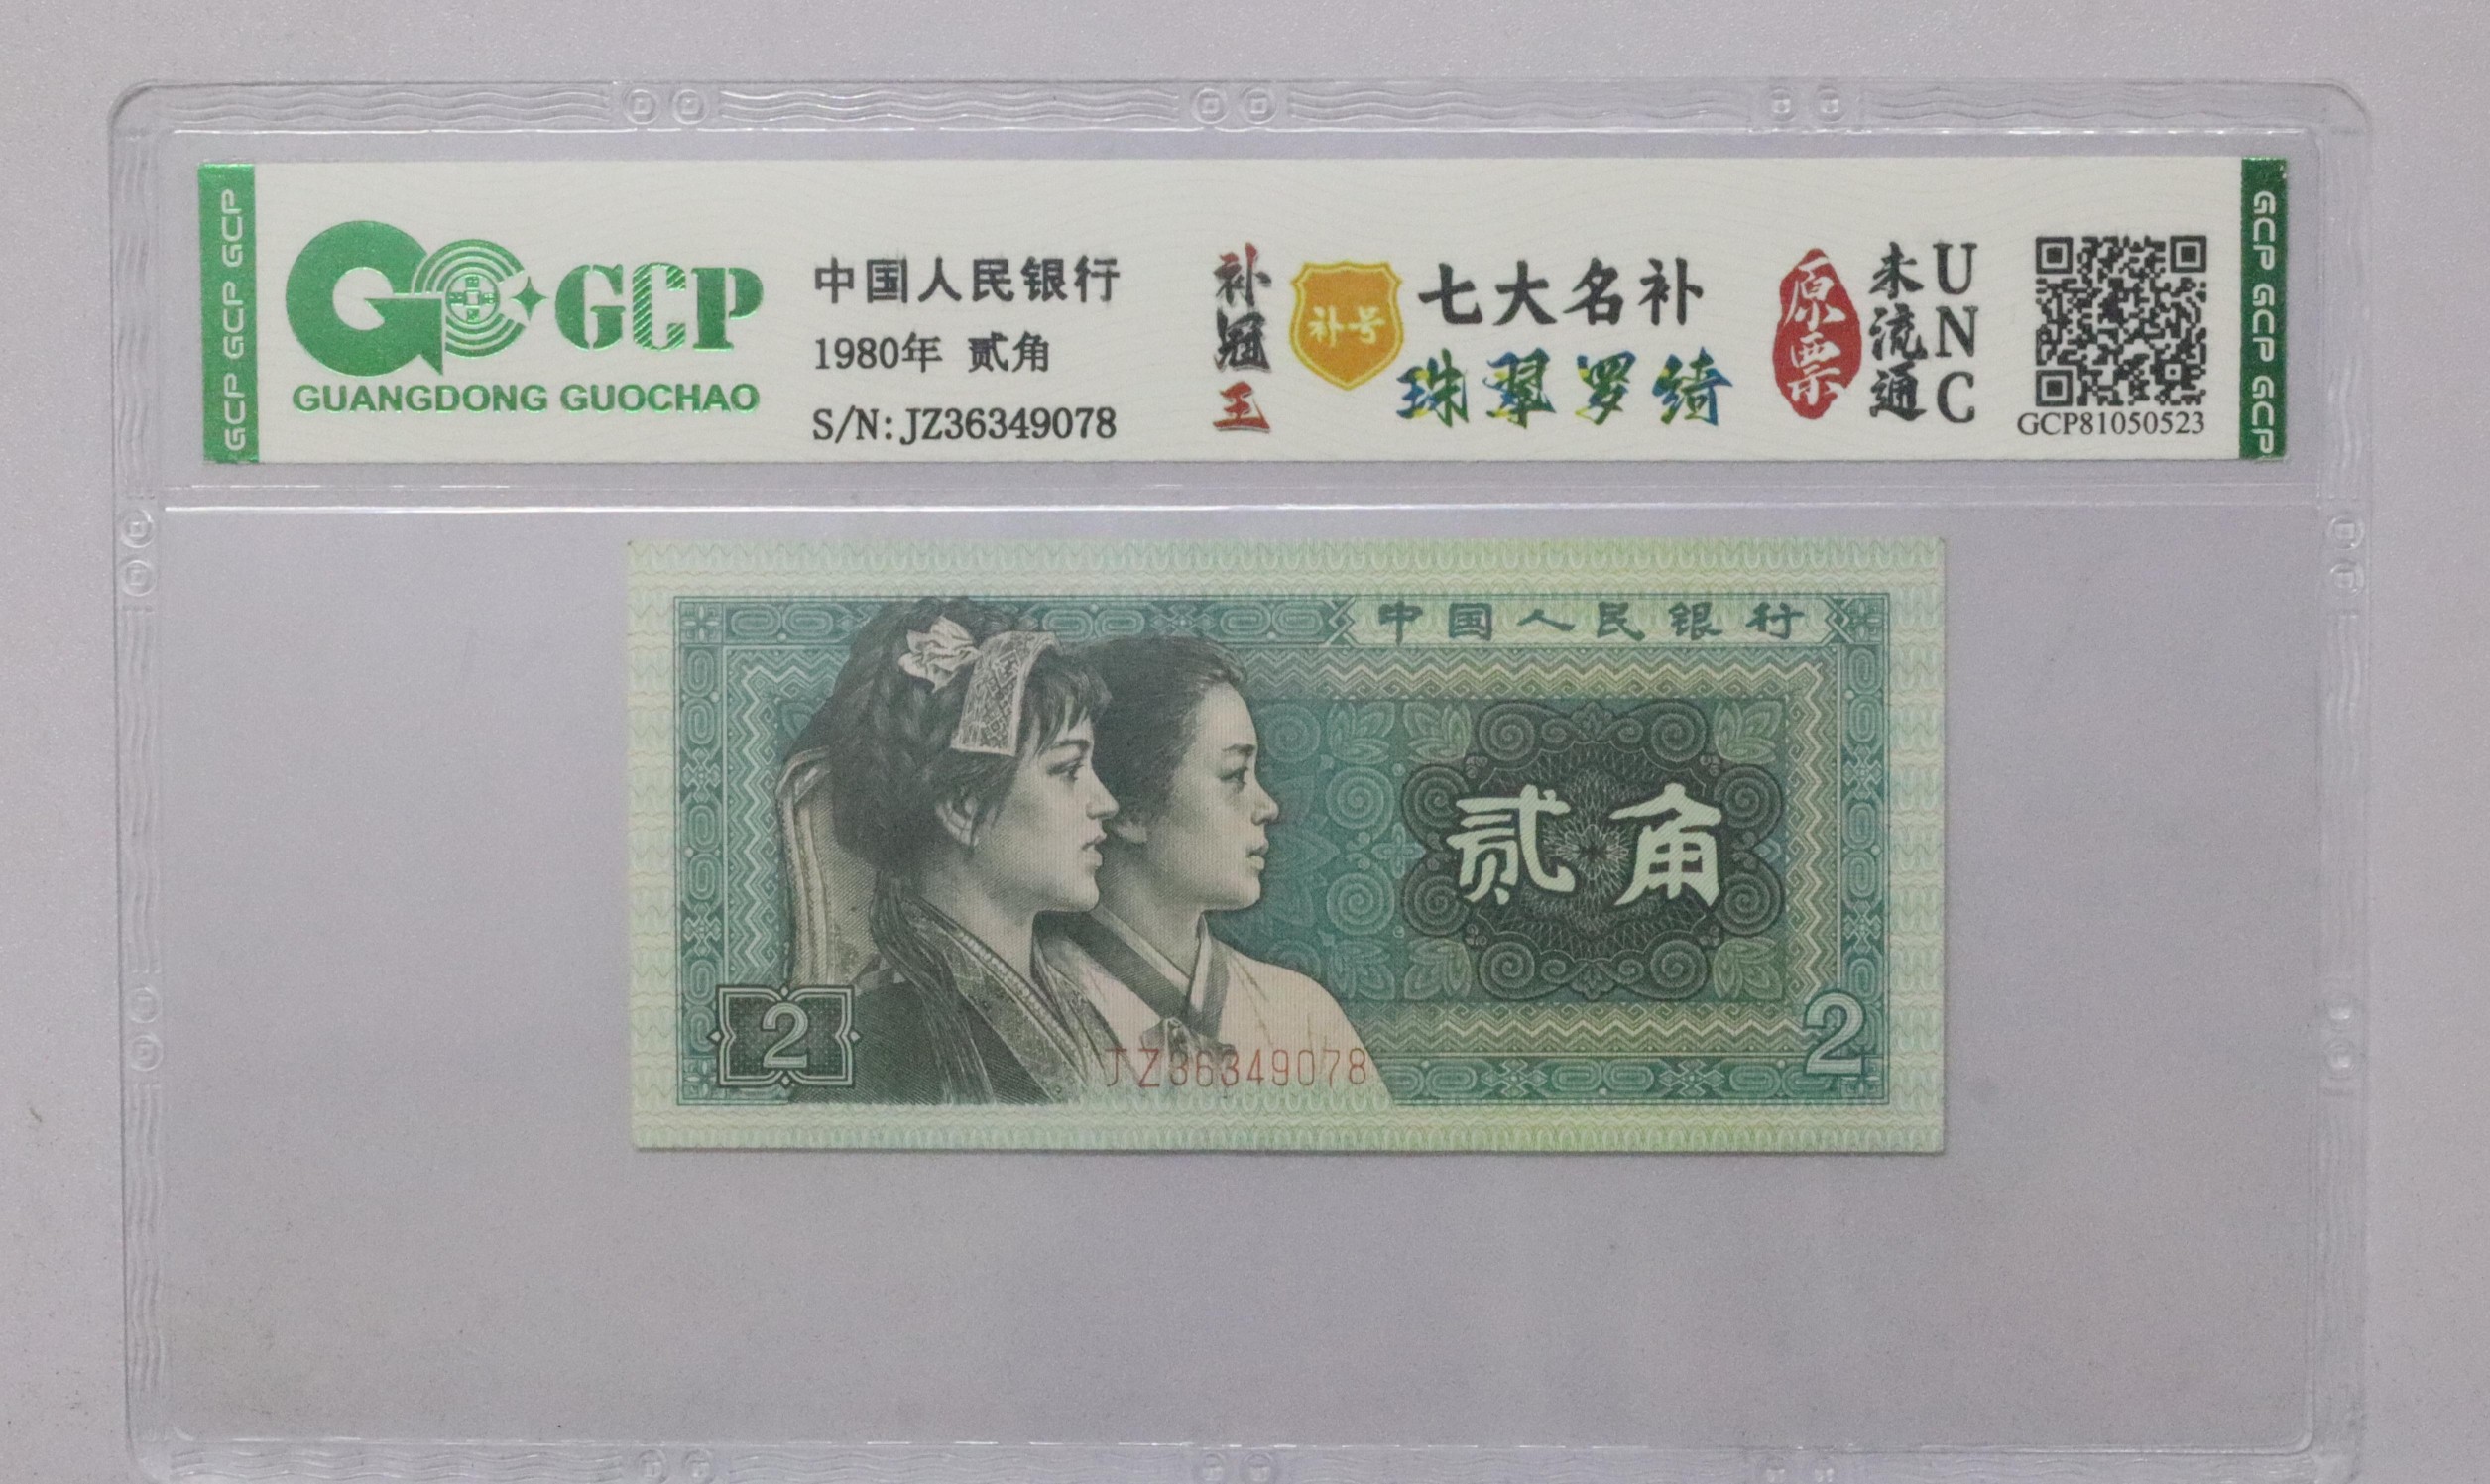 GCP GCP GCP
GCP
GUANGDONG GUOCHAO
中国人民银行
1980年 贰角
S/N:JZ36349078
补冠王
补号
七大名补
珠翠罗绮
原票
未流通
UNC
GCP81050523
GCP GCP GCP
中国人民银行
贰角
2
JZ36349078
2